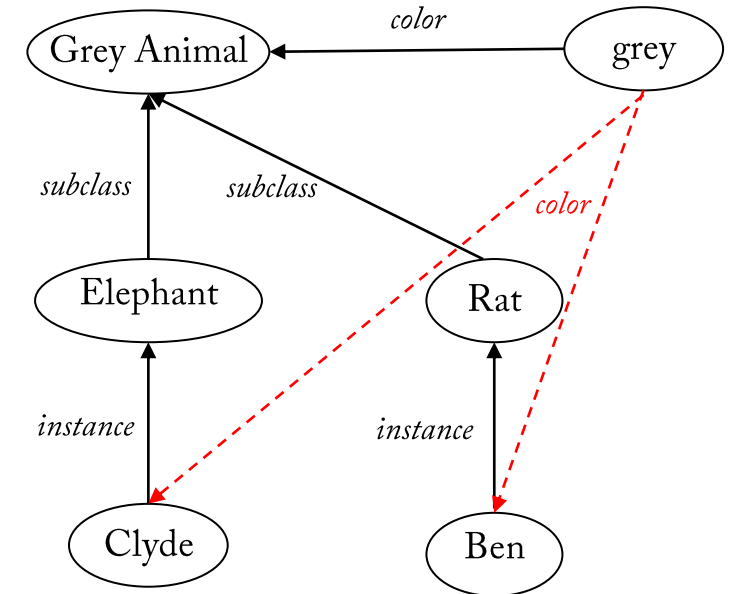 color
Grey Animal
grey
subclass
subclass
color
Elephant
Rat
instance
instance
Clyde
Ben